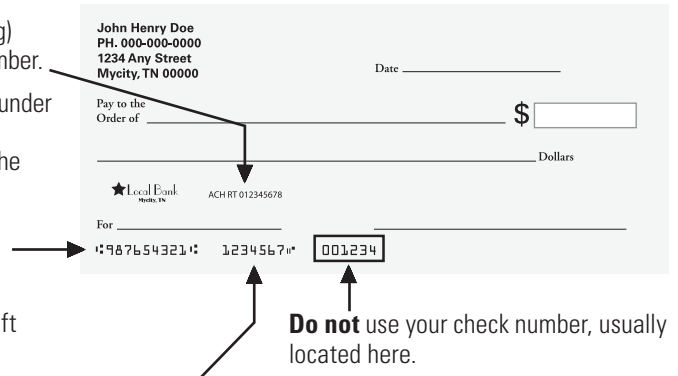 g)
mber.
under
he
ft
John Henry Doe
PH. 000-000-0000
1234 Any Street
Mycity, TN 00000
Date
Pay to the
Order of
$
Dollars
Local Bank
Mycity, TN
ACH RT 012345678
For
⑆987654321⑆ 1234567⑈ 001234
Do not use your check number, usually
located here.